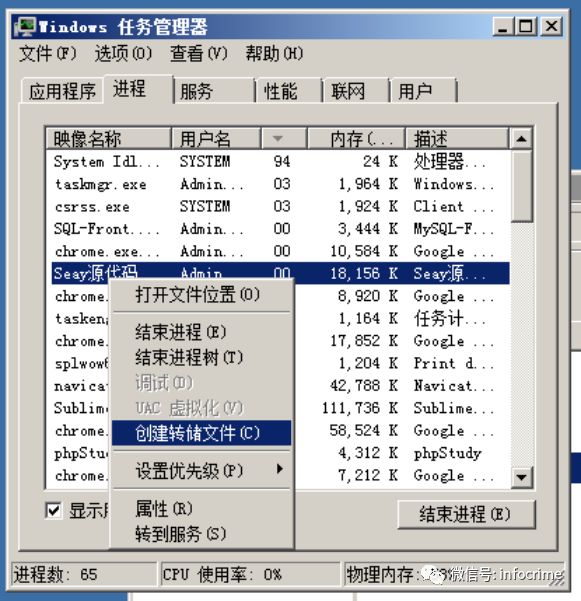 Windows 任务管理器
文件(F) 选项(O) 查看(V) 帮助(H)
应用程序 进程 服务 性能 联网 用户
映像名称 用户名 内存(... 描述
System Idl... SYSTEM 94 24 K 处理器...
taskmgr.exe Admin... 03 1,964 K Windows...
csrss.exe SYSTEM 03 1,924 K Client ...
SQL-Front.... Admin... 00 3,444 K MySQL-F...
chrome.exe... Admin... 00 10,584 K Google ...
Seay源代码 Admin 00 18,156 K Seay源...
chrome. 打开文件位置(O) 8,920 K Google ...
tasken 1,164 K 任务计...
chrome. 结束进程(E) 17,852 K Google ...
splwow6 结束进程树(T) 1,204 K Print d...
navicat 调试(D) 42,788 K Navicat...
Sublime UAC 虚拟化(V) 111,736 K Sublime...
chrome. 创建转储文件(C) 58,524 K Google ...
phpStu 4,312 K phpStudy
chrome. 设置优先级(P) 7,212 K Google ...
显示 属性(R) 结束进程(E)
转到服务(S)
进程数: 65 CPU 使用率: 0% 物理内存:
微信号: infocrime